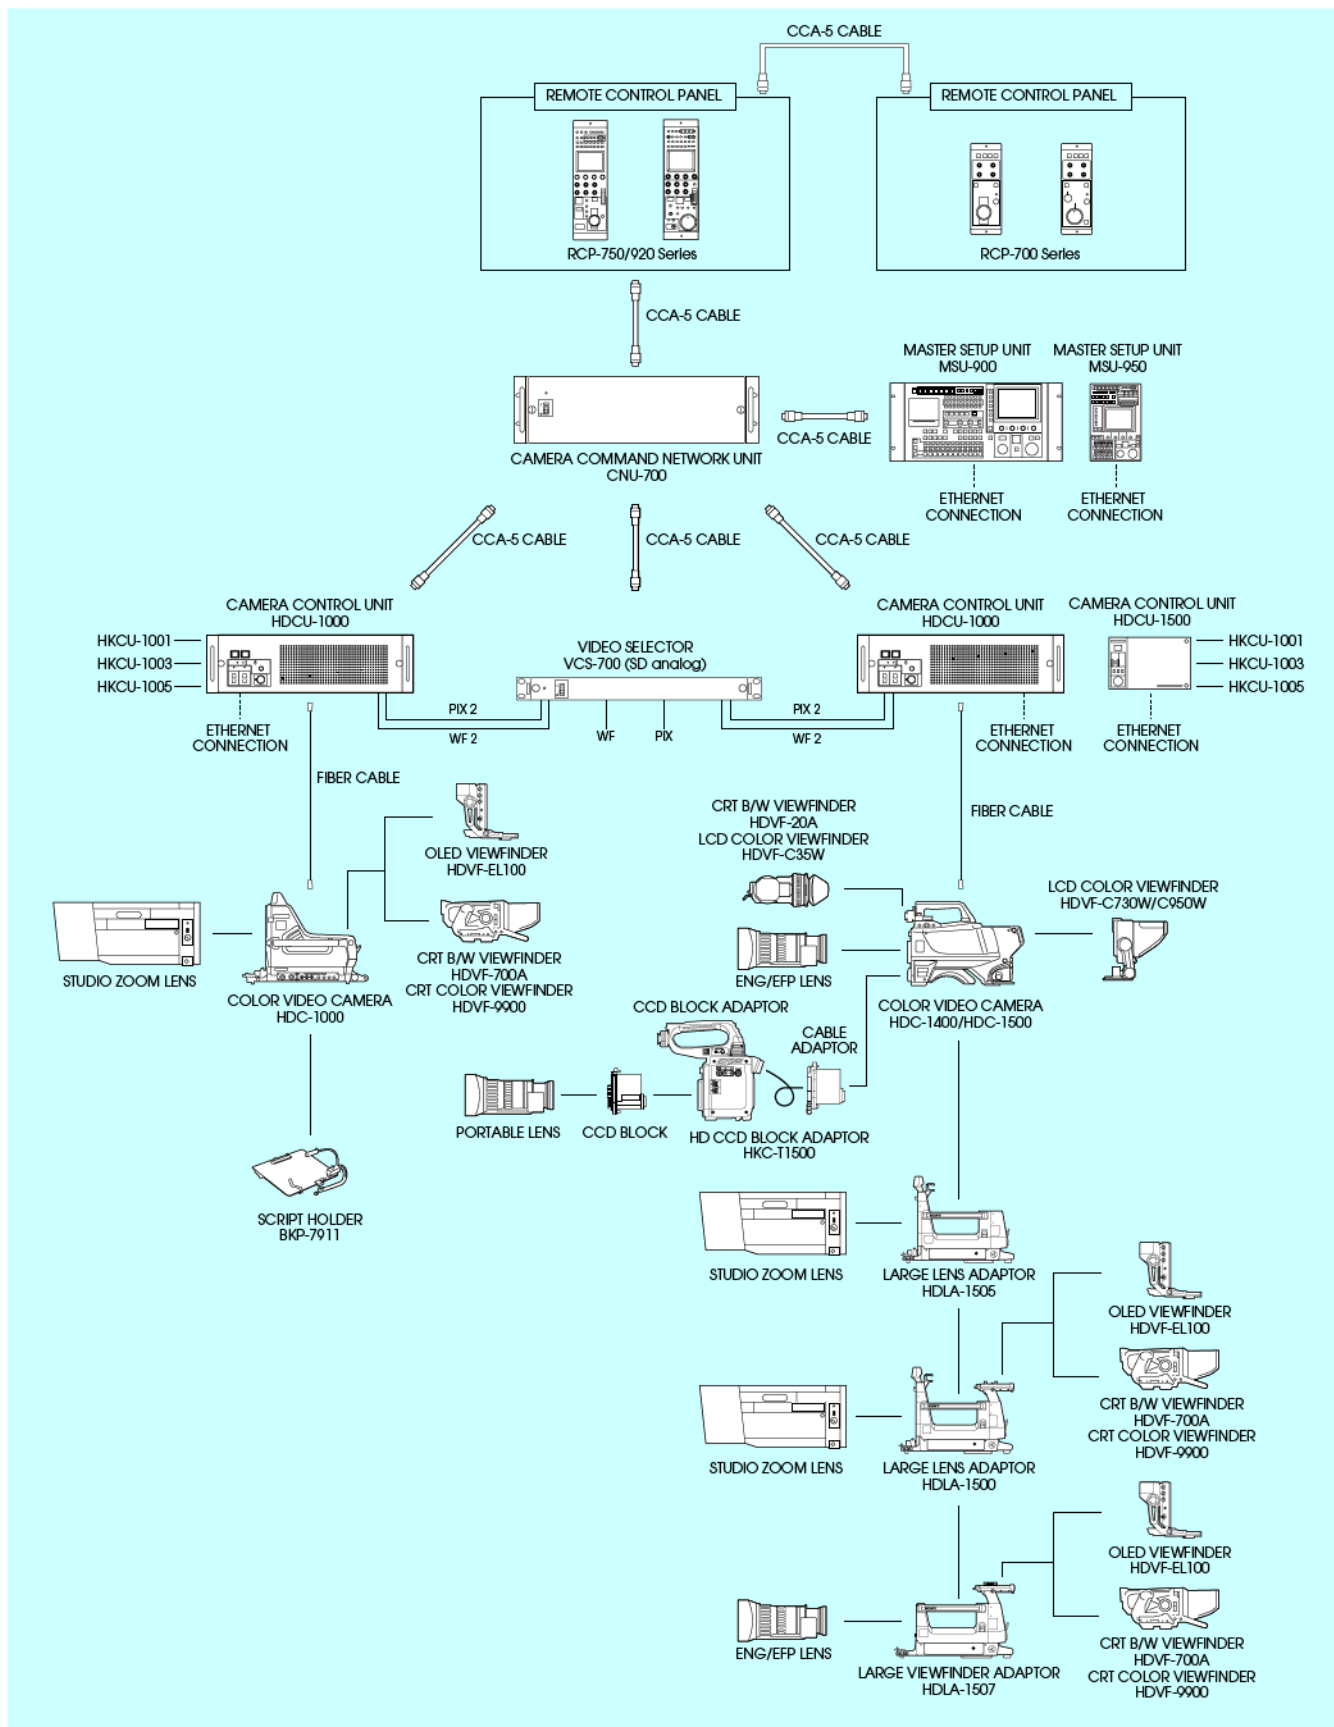 CCA-5 CABLE
REMOTE CONTROL PANEL
REMOTE CONTROL PANEL
RCP-750/920 Series
RCP-700 Series
CCA-5 CABLE
MASTER SETUP UNIT
MSU-900
MASTER SETUP UNIT
MSU-950
CCA-5 CABLE
CAMERA COMMAND NETWORK UNIT
CNU-700
ETHERNET
CONNECTION
ETHERNET
CONNECTION
CCA-5 CABLE
CCA-5 CABLE
CCA-5 CABLE
CAMERA CONTROL UNIT
HDCU-1000
HKCU-1001
HKCU-1003
HKCU-1005
VIDEO SELECTOR
VCS-700 (SD analog)
CAMERA CONTROL UNIT
HDCU-1000
CAMERA CONTROL UNIT
HDCU-1500
HKCU-1001
HKCU-1003
HKCU-1005
ETHERNET
CONNECTION
PIX 2
WF 2
WF
PIX
PIX 2
WF 2
ETHERNET
CONNECTION
ETHERNET
CONNECTION
FIBER CABLE
FIBER CABLE
OLED VIEWFINDER
HDVF-EL100
CRT B/W VIEWFINDER
HDVF-20A
LCD COLOR VIEWFINDER
HDVF-C35W
LCD COLOR VIEWFINDER
HDVF-C730W/C950W
STUDIO ZOOM LENS
COLOR VIDEO CAMERA
HDC-1000
CRT B/W VIEWFINDER
HDVF-700A
CRT COLOR VIEWFINDER
HDVF-9900
ENG/EFP LENS
COLOR VIDEO CAMERA
HDC-1400/HDC-1500
CCD BLOCK ADAPTOR
CABLE
ADAPTOR
PORTABLE LENS
CCD BLOCK
HD CCD BLOCK ADAPTOR
HKC-T1500
SCRIPT HOLDER
BKP-7911
STUDIO ZOOM LENS
LARGE LENS ADAPTOR
HDLA-1505
OLED VIEWFINDER
HDVF-EL100
CRT B/W VIEWFINDER
HDVF-700A
CRT COLOR VIEWFINDER
HDVF-9900
STUDIO ZOOM LENS
LARGE LENS ADAPTOR
HDLA-1500
OLED VIEWFINDER
HDVF-EL100
CRT B/W VIEWFINDER
HDVF-700A
CRT COLOR VIEWFINDER
HDVF-9900
ENG/EFP LENS
LARGE VIEWFINDER ADAPTOR
HDLA-1507